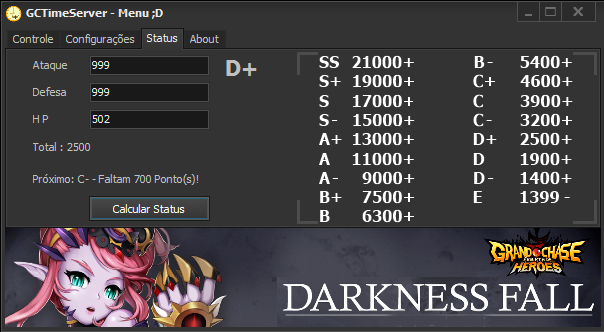 GCTimeServer - Menu ;D
Controle Configurações Status About
Ataque 999
Defesa 999
HP 502
Total : 2500
Próximo: C- - Faltam 700 Ponto(s)!
Calcular Status
D+
SS 21000+
S+ 19000+
S 17000+
S- 15000+
A+ 13000+
A 11000+
A- 9000+
B+ 7500+
B 6300+
B- 5400+
C+ 4600+
C 3900+
C- 3200+
D+ 2500+
D 1900+
D- 1400+
E 1399 -
GRAND CHASE
HEROES
DARKNESS FALL